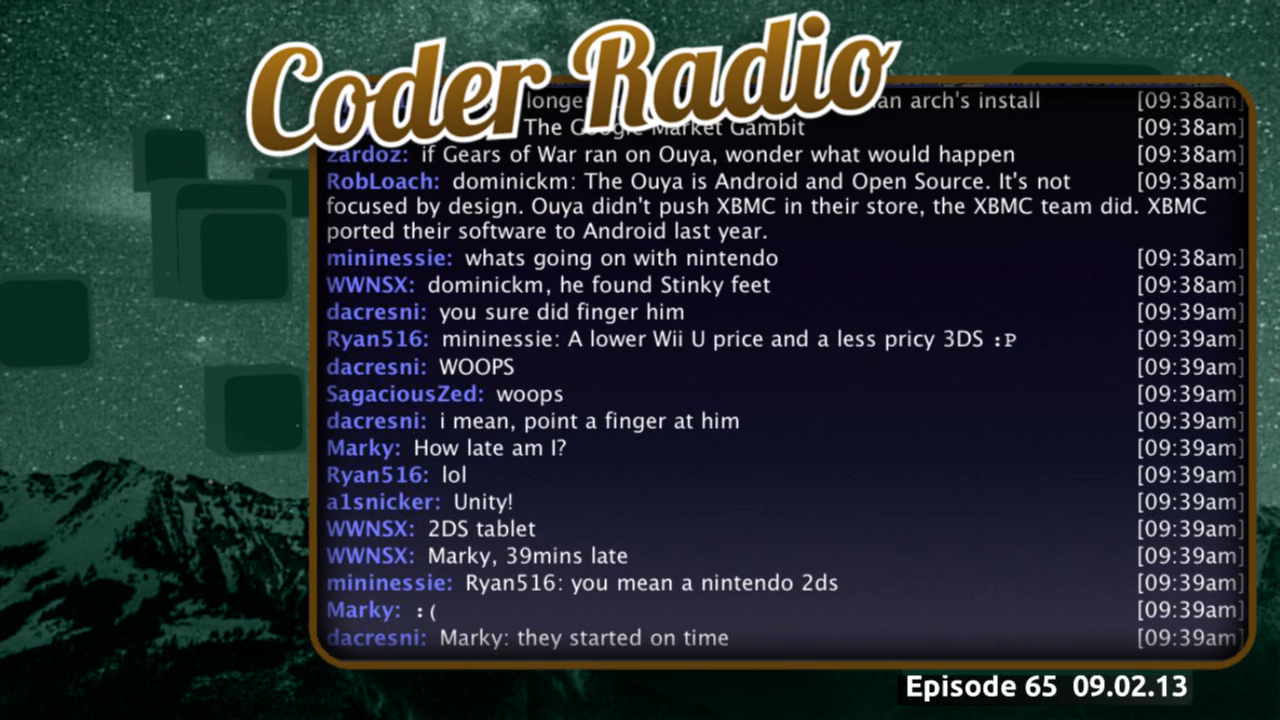 Coder Radio
longe an arch's install [09:38am]
The Google Market Gambit [09:38am]
zardoz: if Gears of War ran on Ouya, wonder what would happen [09:38am]
RobLoach: dominickm: The Ouya is Android and Open Source. It's not [09:38am]
focused by design. Ouya didn't push XBMC in their store, the XBMC team did. XBMC
ported their software to Android last year.
mininessie: whats going on with nintendo [09:38am]
WWNSX: dominickm, he found Stinky feet [09:38am]
dacresni: you sure did finger him [09:39am]
Ryan516: mininessie: A lower Wii U price and a less pricy 3DS :P [09:39am]
dacresni: WOOPS [09:39am]
SagaciousZed: woops [09:39am]
dacresni: i mean, point a finger at him [09:39am]
Marky: How late am I? [09:39am]
Ryan516: lol [09:39am]
a1snicker: Unity! [09:39am]
WWNSX: 2DS tablet [09:39am]
WWNSX: Marky, 39mins late [09:39am]
mininessie: Ryan516: you mean a nintendo 2ds [09:39am]
Marky: :( [09:39am]
dacresni: Marky: they started on time [09:39am]
Episode 65 09.02.13